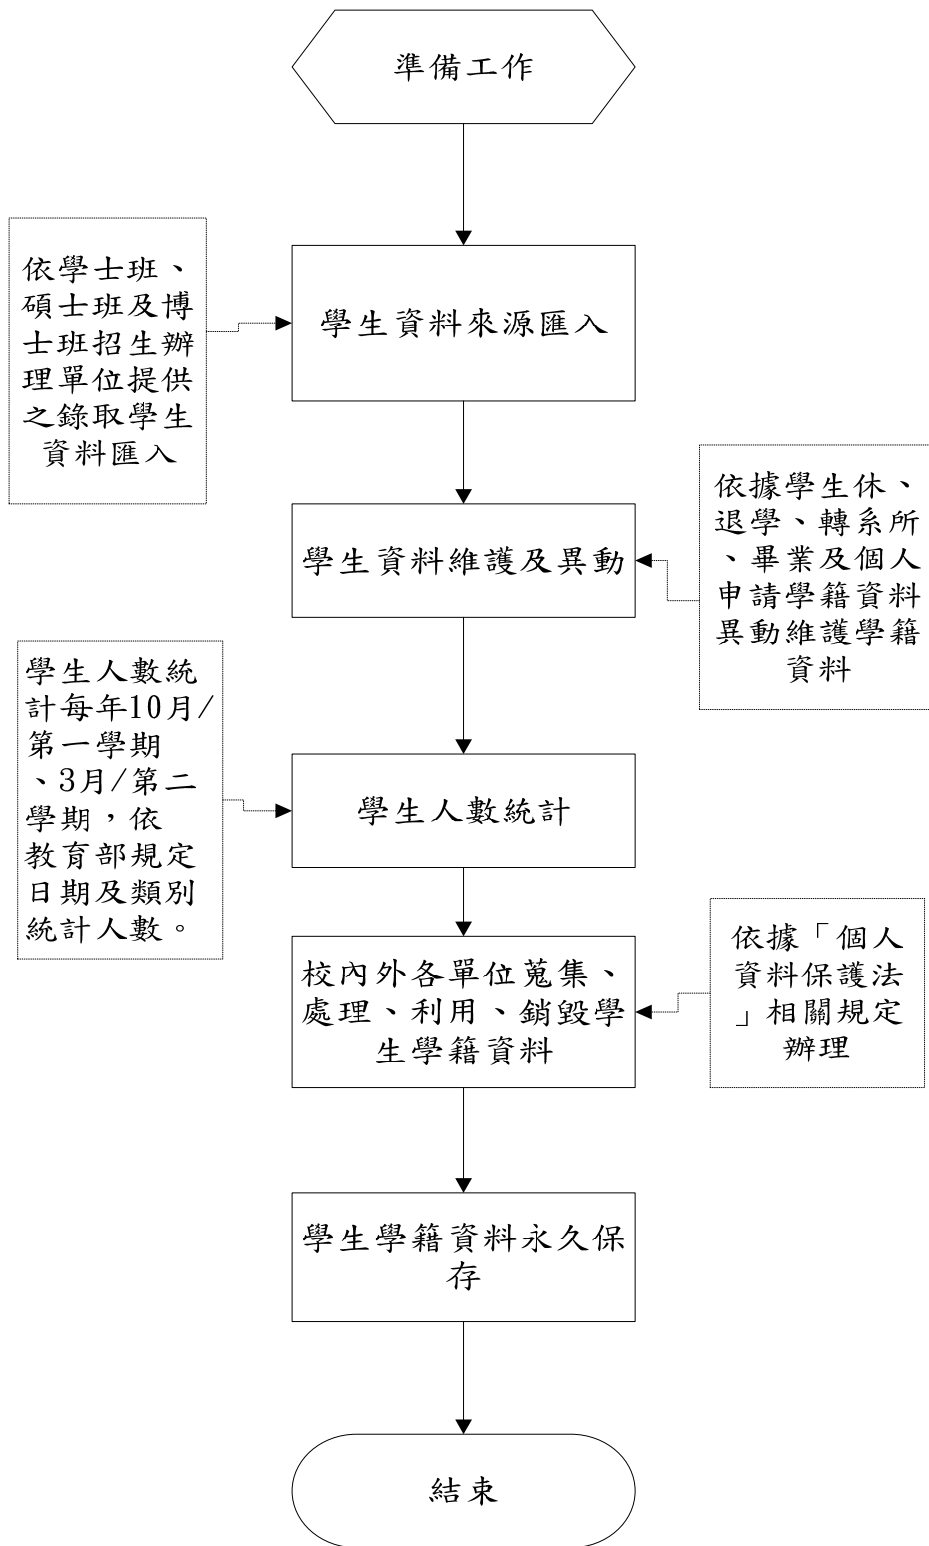 準備工作
依學士班、
碩士班及博
士班招生辦
理單位提供
之錄取學生
資料匯入
學生資料來源匯入
依據學生休、
退學、轉系所
、畢業及個人
申請學籍資料
異動維護學籍
資料
學生資料維護及異動
學生人數統
計每年10月/
第一學期
、3月/第二
學期，依
教育部規定
日期及類別
統計人數。
學生人數統計
校內外各單位蒐集、
處理、利用、銷毀學
生學籍資料
依據「個人
資料保護法
」相關規定
辦理
學生學籍資料永久保
存
結束